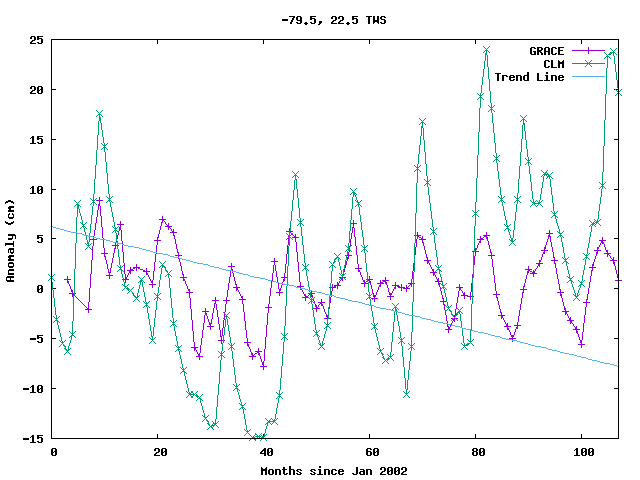 -79.5, 22.5 TWS
GRACE
CLM
Trend Line
25
20
15
10
5
0
-5
-10
-15
Anomaly (cm)
0 20 40 60 80 100
Months since Jan 2002